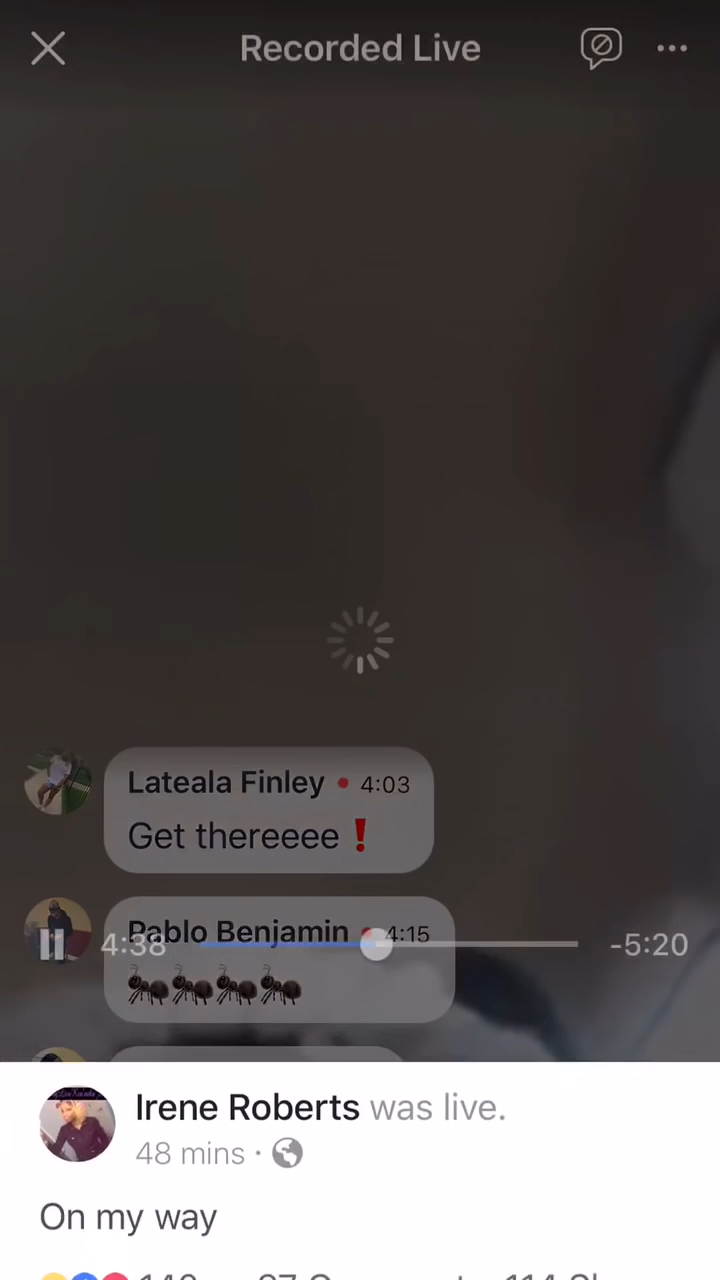 Recorded Live
Lateala Finley • 4:03
Get thereeee❗
Pablo Benjamin • 4:15
4:38
-5:20
🐜🐜🐜🐜
Irene Roberts was live.
48 mins ·
On my way